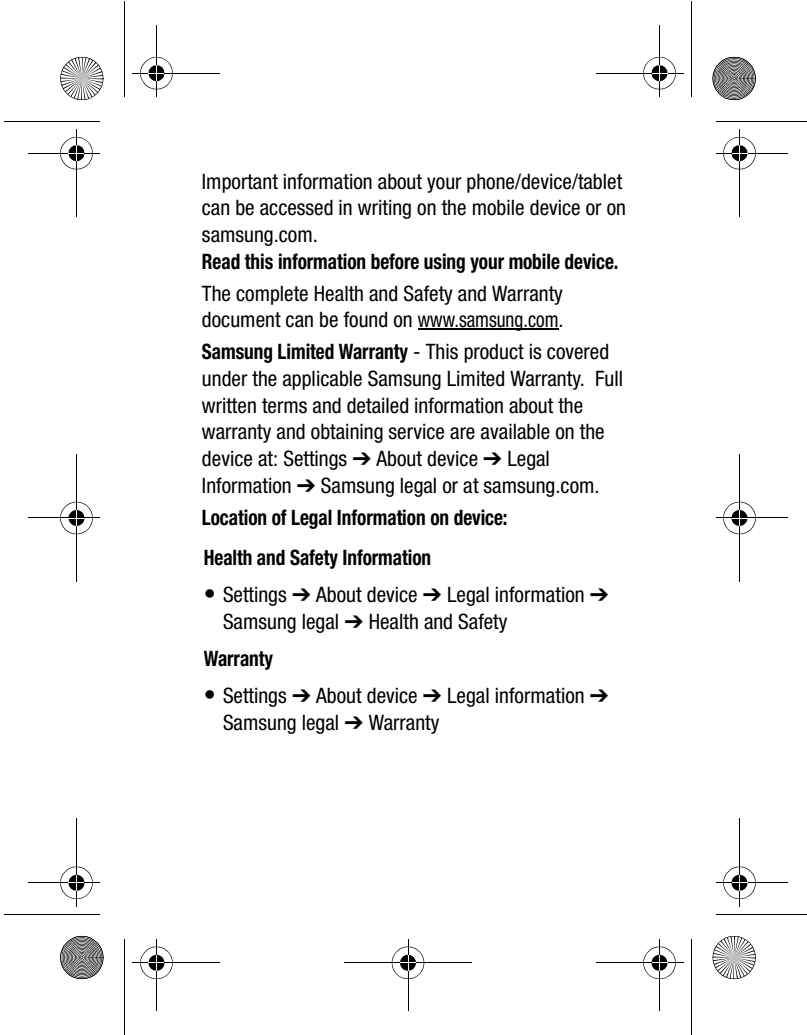 Important information about your phone/device/tablet
can be accessed in writing on the mobile device or on
samsung.com.
Read this information before using your mobile device.
The complete Health and Safety and Warranty
document can be found on www.samsung.com.
Samsung Limited Warranty - This product is covered
under the applicable Samsung Limited Warranty.  Full
written terms and detailed information about the
warranty and obtaining service are available on the
device at: Settings ➔ About device ➔ Legal
Information ➔ Samsung legal or at samsung.com.
Location of Legal Information on device:
Health and Safety Information
• Settings ➔ About device ➔ Legal information ➔
Samsung legal ➔ Health and Safety
Warranty
• Settings ➔ About device ➔ Legal information ➔
Samsung legal ➔ Warranty